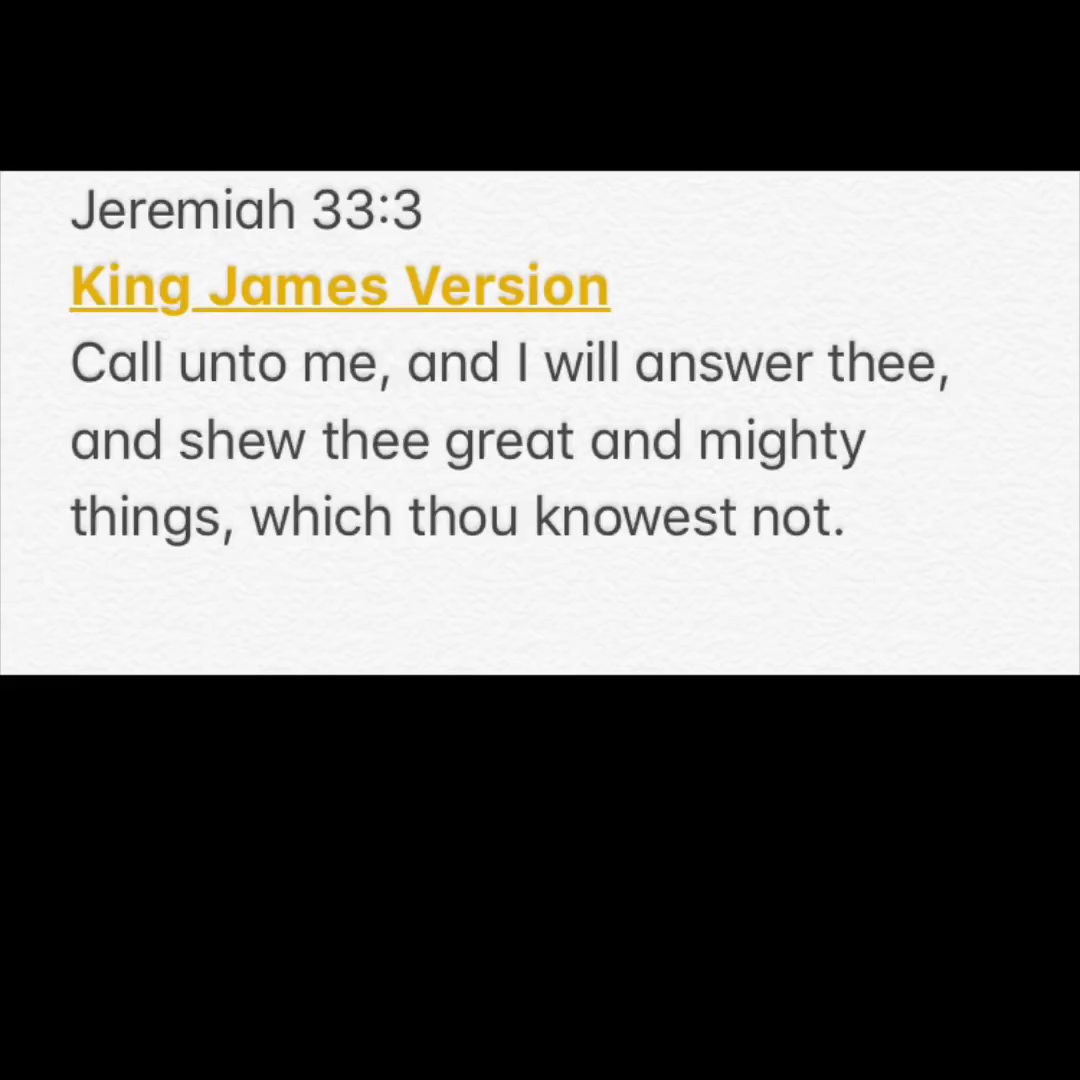 Jeremiah 33:3
King James Version
Call unto me, and I will answer thee,
and shew thee great and mighty
things, which thou knowest not.